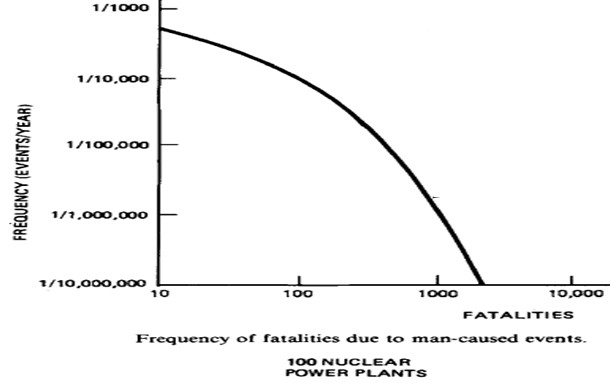 1/1000
1/10,000
1/100,000
1/1,000,000
1/10,000,000
FREQUENCY (EVENTS/YEAR)
10 100 1000 10,000
FATALITIES
Frequency of fatalities due to man-caused events.
100 NUCLEAR
POWER PLANTS